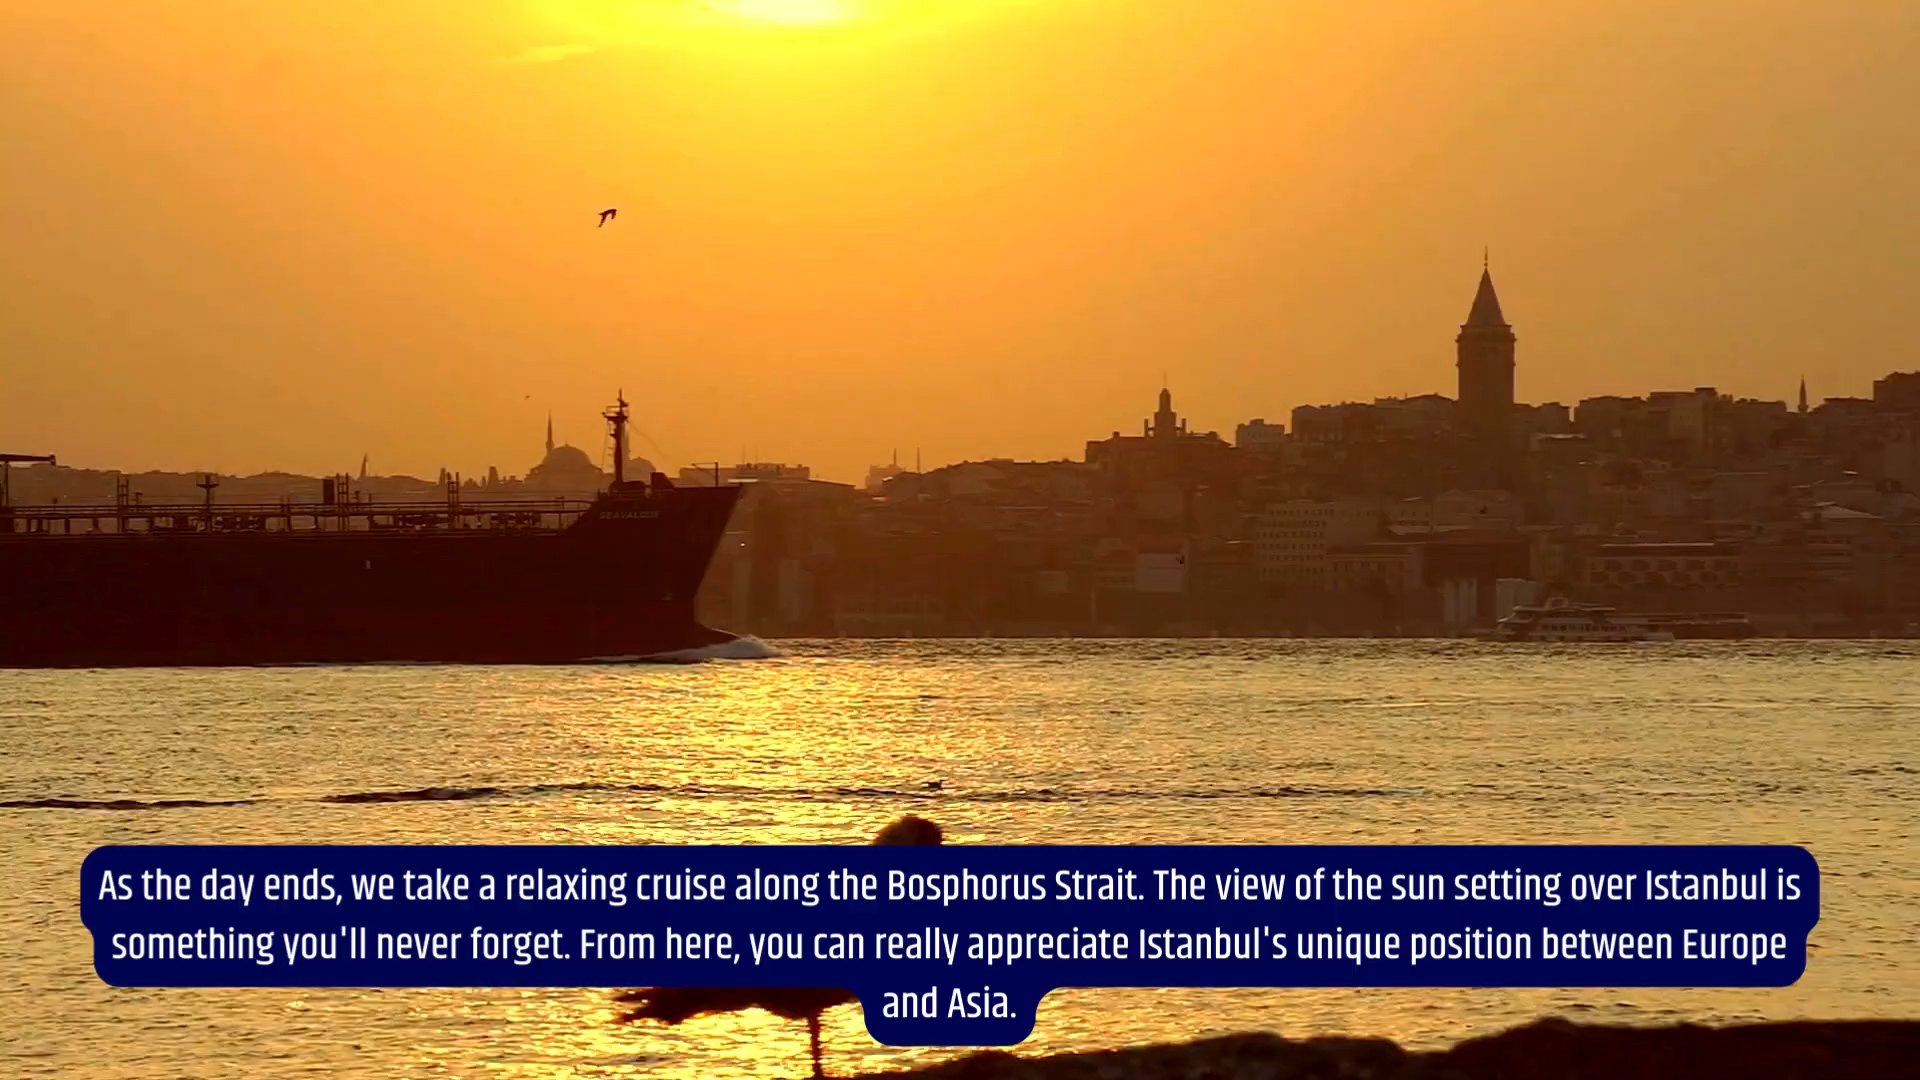 As the day ends, we take a relaxing cruise along the Bosphorus Strait. The view of the sun setting over Istanbul is
something you'll never forget. From here, you can really appreciate Istanbul's unique position between Europe
and Asia.